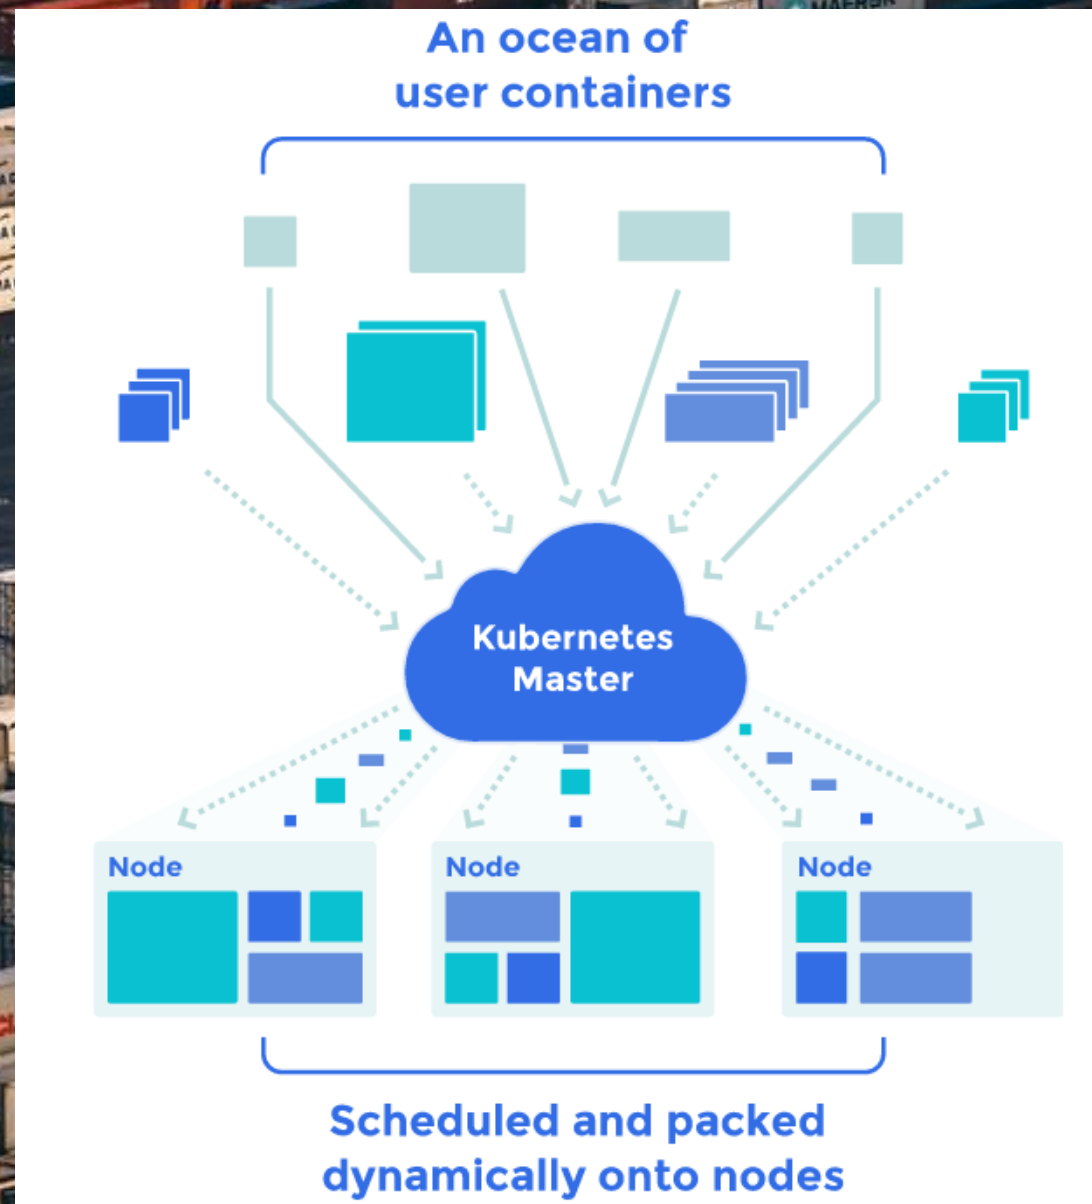 An ocean of
user containers
Kubernetes
Master
Node
Node
Node
Scheduled and packed
dynamically onto nodes